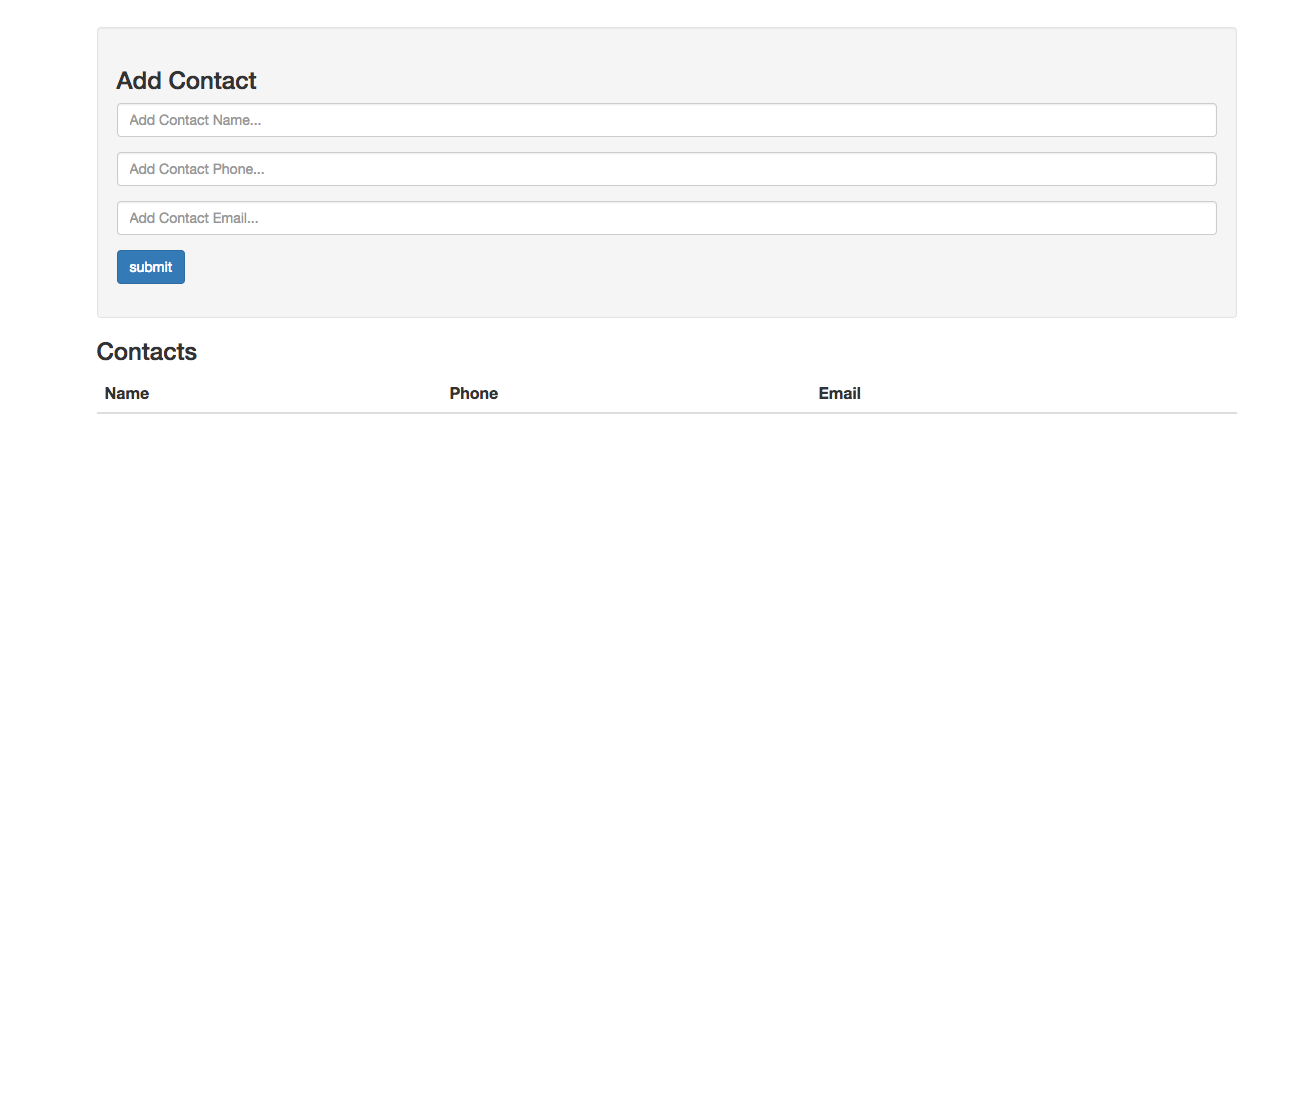 Add Contact
Add Contact Name...
Add Contact Phone...
Add Contact Email...
submit
Contacts
Name Phone Email